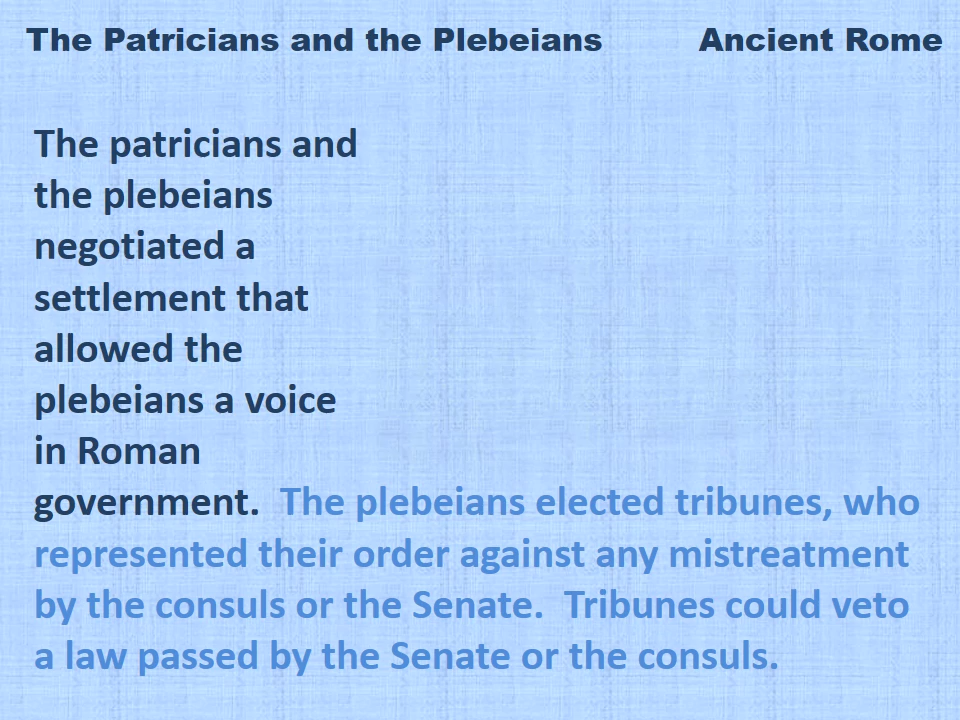 The Patricians and the Plebeians Ancient Rome
The patricians and
the plebeians
negotiated a
settlement that
allowed the
plebeians a voice
in Roman
government. The plebeians elected tribunes, who
represented their order against any mistreatment
by the consuls or the Senate. Tribunes could veto
a law passed by the Senate or the consuls.